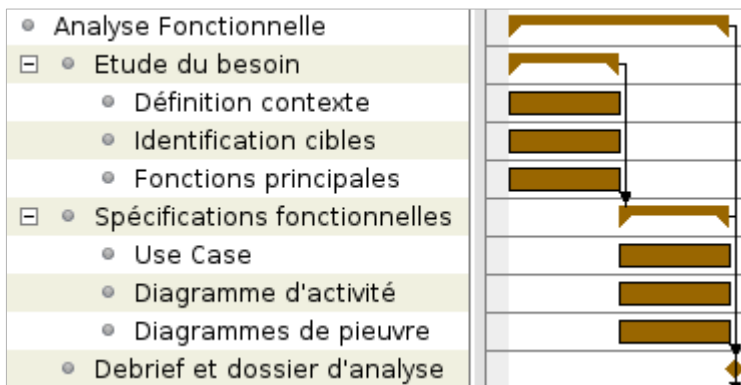 Analyse Fonctionnelle
Etude du besoin
Définition contexte
Identification cibles
Fonctions principales
Spécifications fonctionnelles
Use Case
Diagramme d'activité
Diagrammes de pieuvre
Debrief et dossier d'analyse